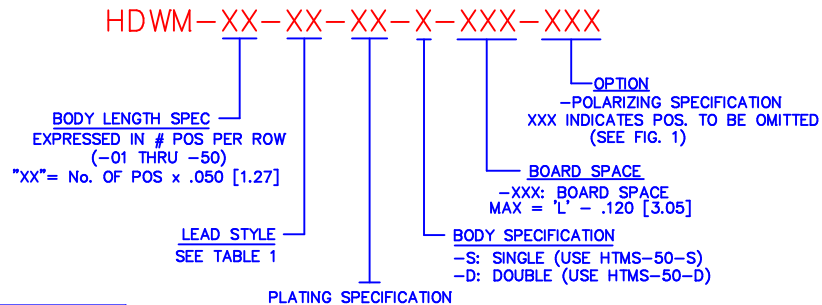 HDWM-XX-XX-XX-X-XXX-XXX
OPTION
-POLARIZING SPECIFICATION
XXX INDICATES POS. TO BE OMITTED
(SEE FIG. 1)
BODY LENGTH SPEC
EXPRESSED IN # POS PER ROW
(-01 THRU -50)
"XX"= No. OF POS x .050 [1.27]
BOARD SPACE
-XXX: BOARD SPACE
MAX = 'L' - .120 [3.05]
LEAD STYLE
SEE TABLE 1
BODY SPECIFICATION
-S: SINGLE (USE HTMS-50-S)
-D: DOUBLE (USE HTMS-50-D)
PLATING SPECIFICATION